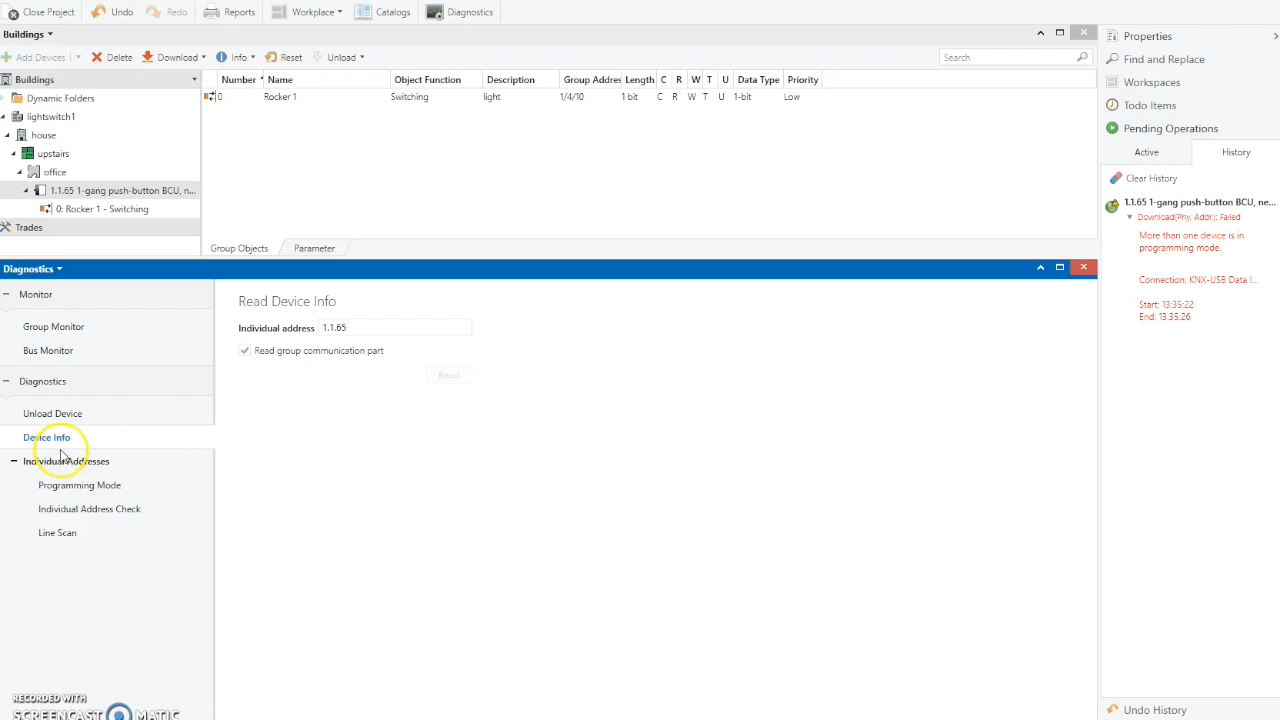 Close Project Undo Redo Reports Workplace Catalogs Diagnostics
Buildings
Add Devices Delete Download Info Reset Unload Search
Buildings
Number Name Object Function Description Group Addres Length C R W T U Data Type Priority
0 Rocker 1 Switching light 1/4/10 1 bit C R W T U 1-bit Low
Dynamic Folders
lightswitch1
house
upstairs
office
1.1.65 1-gang push-button BCU, n...
0: Rocker 1 - Switching
Trades
Group Objects Parameter
Diagnostics
Monitor
Group Monitor
Bus Monitor
Diagnostics
Unload Device
Device Info
Individual Addresses
Programming Mode
Individual Address Check
Line Scan
Read Device Info
Individual address 1.1.65
Read group communication part
Read
Properties
Find and Replace
Workspaces
Todo Items
Pending Operations
Active History
Clear History
1.1.65 1-gang push-button BCU, ne...
Download(Phy. Addr.): Failed
More than one device is in
programming mode.
Connection: KNX-USB Data I...
Start: 13:35:22
End: 13:35:26
Undo History
RECORDED WITH
SCREENCAST MATIC